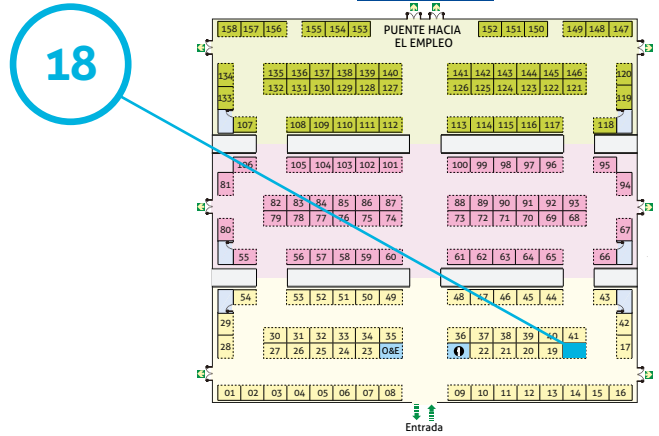 158 157 156 155 154 153 PUENTE HACIA EL EMPLEO 152 151 150 149 148 147
18
134 135 136 137 138 139 140 141 142 143 144 145 146 120
133 132 131 130 129 128 127 126 125 124 123 122 121 119
107 108 109 110 111 112 113 114 115 116 117 118
106 105 104 103 102 101 100 99 98 97 96 95
81 94
82 83 84 85 86 87 88 89 90 91 92 93
80 79 78 77 76 75 74 73 72 71 70 69 68 67
55 56 57 58 59 60 61 62 63 64 65 66
54 53 52 51 50 49 48 47 46 45 44 43
29 42
30 31 32 33 34 35 36 37 38 39 40 41
28 27 26 25 24 23 O&E 22 21 20 19 17
01 02 03 04 05 06 07 08 09 10 11 12 13 14 15 16
Entrada